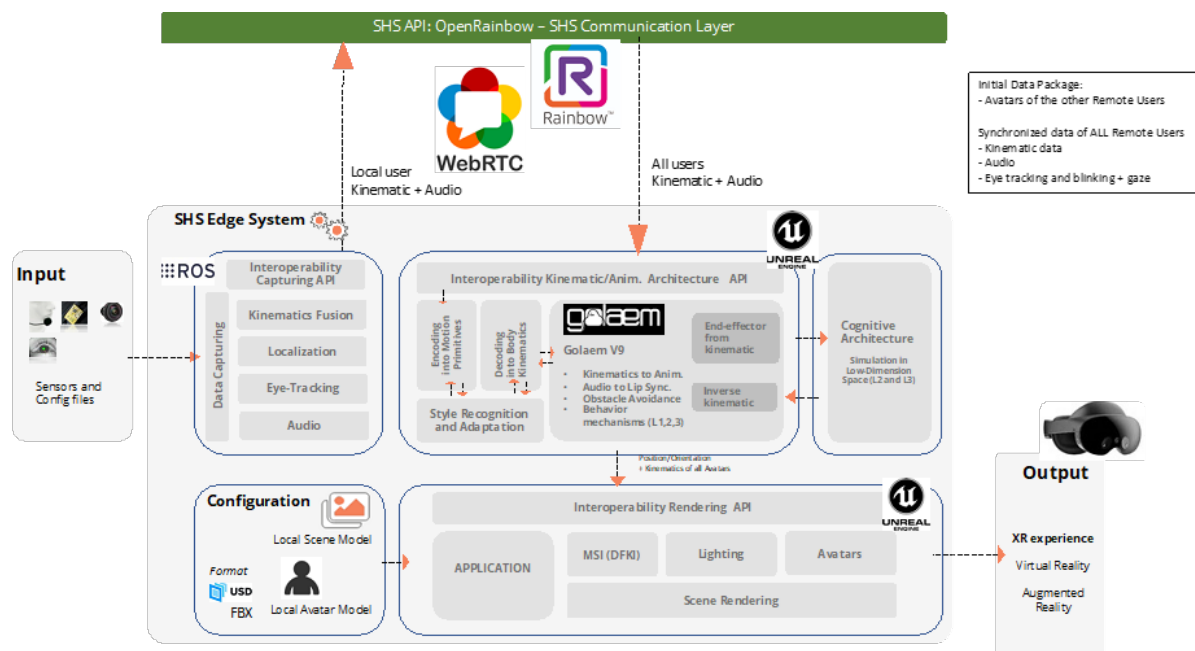 SHS API: OpenRainbow – SHS Communication Layer
WebRTC
Rainbow™
Initial Data Package:
- Avatars of the other Remote Users
Synchronized data of ALL Remote Users
- Kinematic data
- Audio
- Eye tracking and blinking + gaze
Local user
Kinematic + Audio
All users
Kinematic + Audio
SHS Edge System
UNREAL
ENGINE
Input
Sensors and
Config files
ROS
Interoperability
Capturing API
Data Capturing
Kinematics Fusion
Localization
Eye-Tracking
Audio
Interoperability Kinematic/Anim. Architecture API
Encoding
into Motion
Primitives
Decoding
into Body
Kinematics
Style Recognition
and Adaptation
golaem
Golaem V9
• Kinematics to Anim.
• Audio to Lip Sync.
• Obstacle Avoidance
• Behavior
mechanisms (L1,2,3)
End-effector
from
kinematic
Inverse
kinematic
Cognitive
Architecture
Simulation in
Low-Dimension
Space (L2 and L3)
Position/Orientation
+ Kinematics of all Avatars
Configuration
Local Scene Model
Format
USD
FBX
Local Avatar Model
Interoperability Rendering API
UNREAL
ENGINE
APPLICATION
MSI (DFKI)
Lighting
Avatars
Scene Rendering
Output
XR experience
Virtual Reality
Augmented
Reality